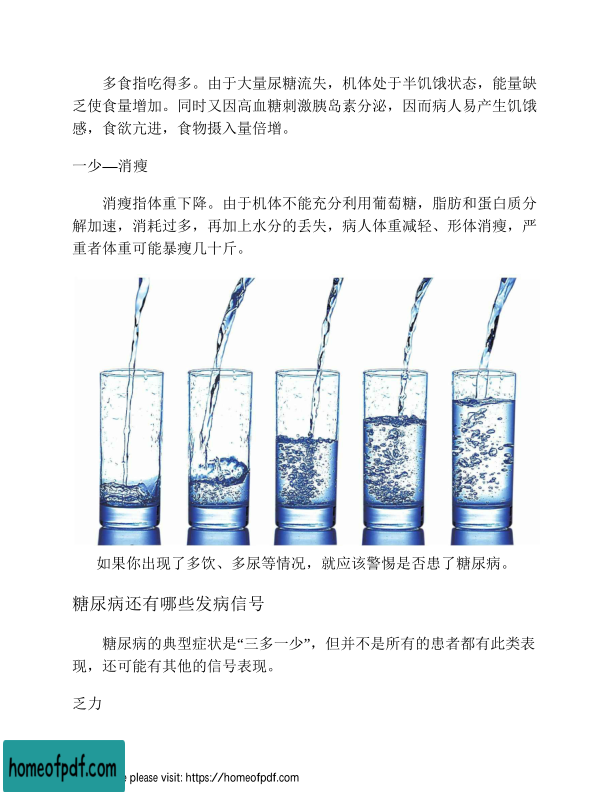 多食指吃得多。由于大量尿糖流失，机体处于半饥饿状态，能量缺
乏使食量增加。同时又因高血糖刺激胰岛素分泌，因而病人易产生饥饿
感，食欲亢进，食物摄入量倍增。
一少—消瘦
消瘦指体重下降。由于机体不能充分利用葡萄糖，脂肪和蛋白质分
解加速，消耗过多，再加上水分的丢失，病人体重减轻、形体消瘦，严
重者体重可能暴瘦几十斤。
如果你出现了多饮、多尿等情况，就应该警惕是否患了糖尿病。
糖尿病还有哪些发病信号
糖尿病的典型症状是“三多一少”，但并不是所有的患者都有此类表
现，还可能有其他的信号表现。
乏力
homeofpdf.com
e please visit: https://homeofpdf.com